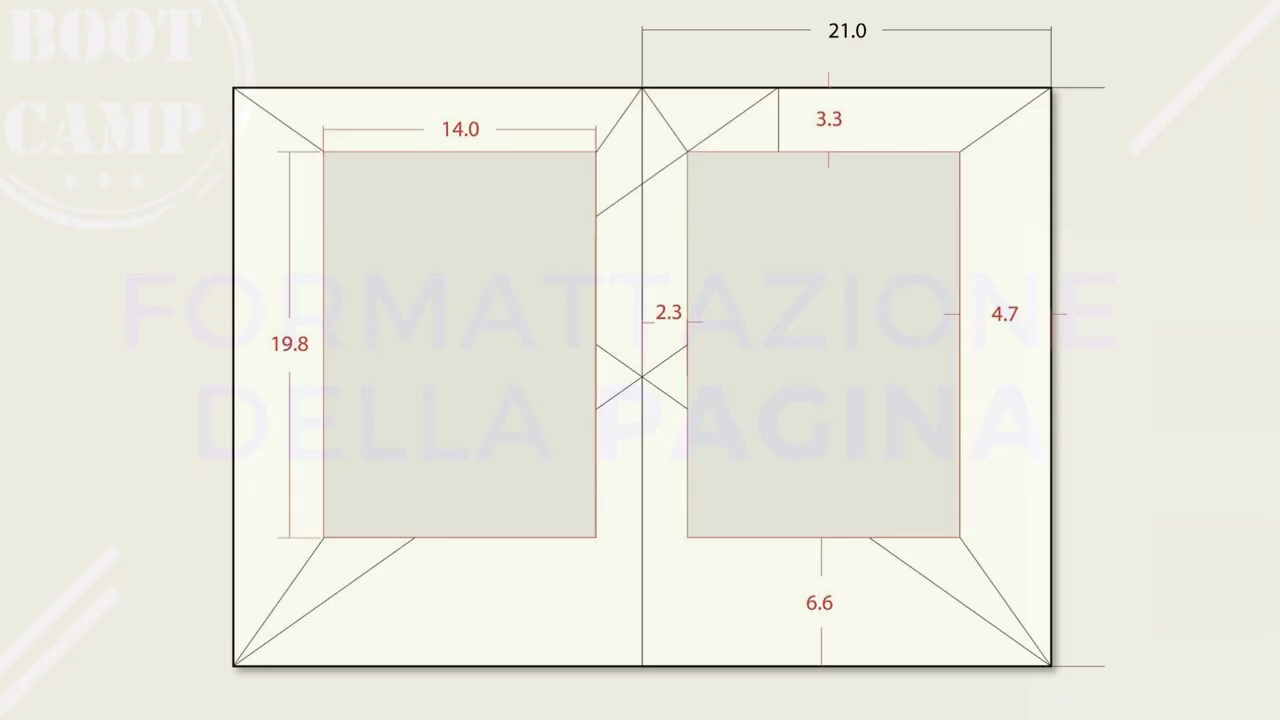 BOOT
CAMP
21.0
3.3
14.0
FORMATTAZIONE
2.3
4.7
19.8
DELLA PAGINA
6.6